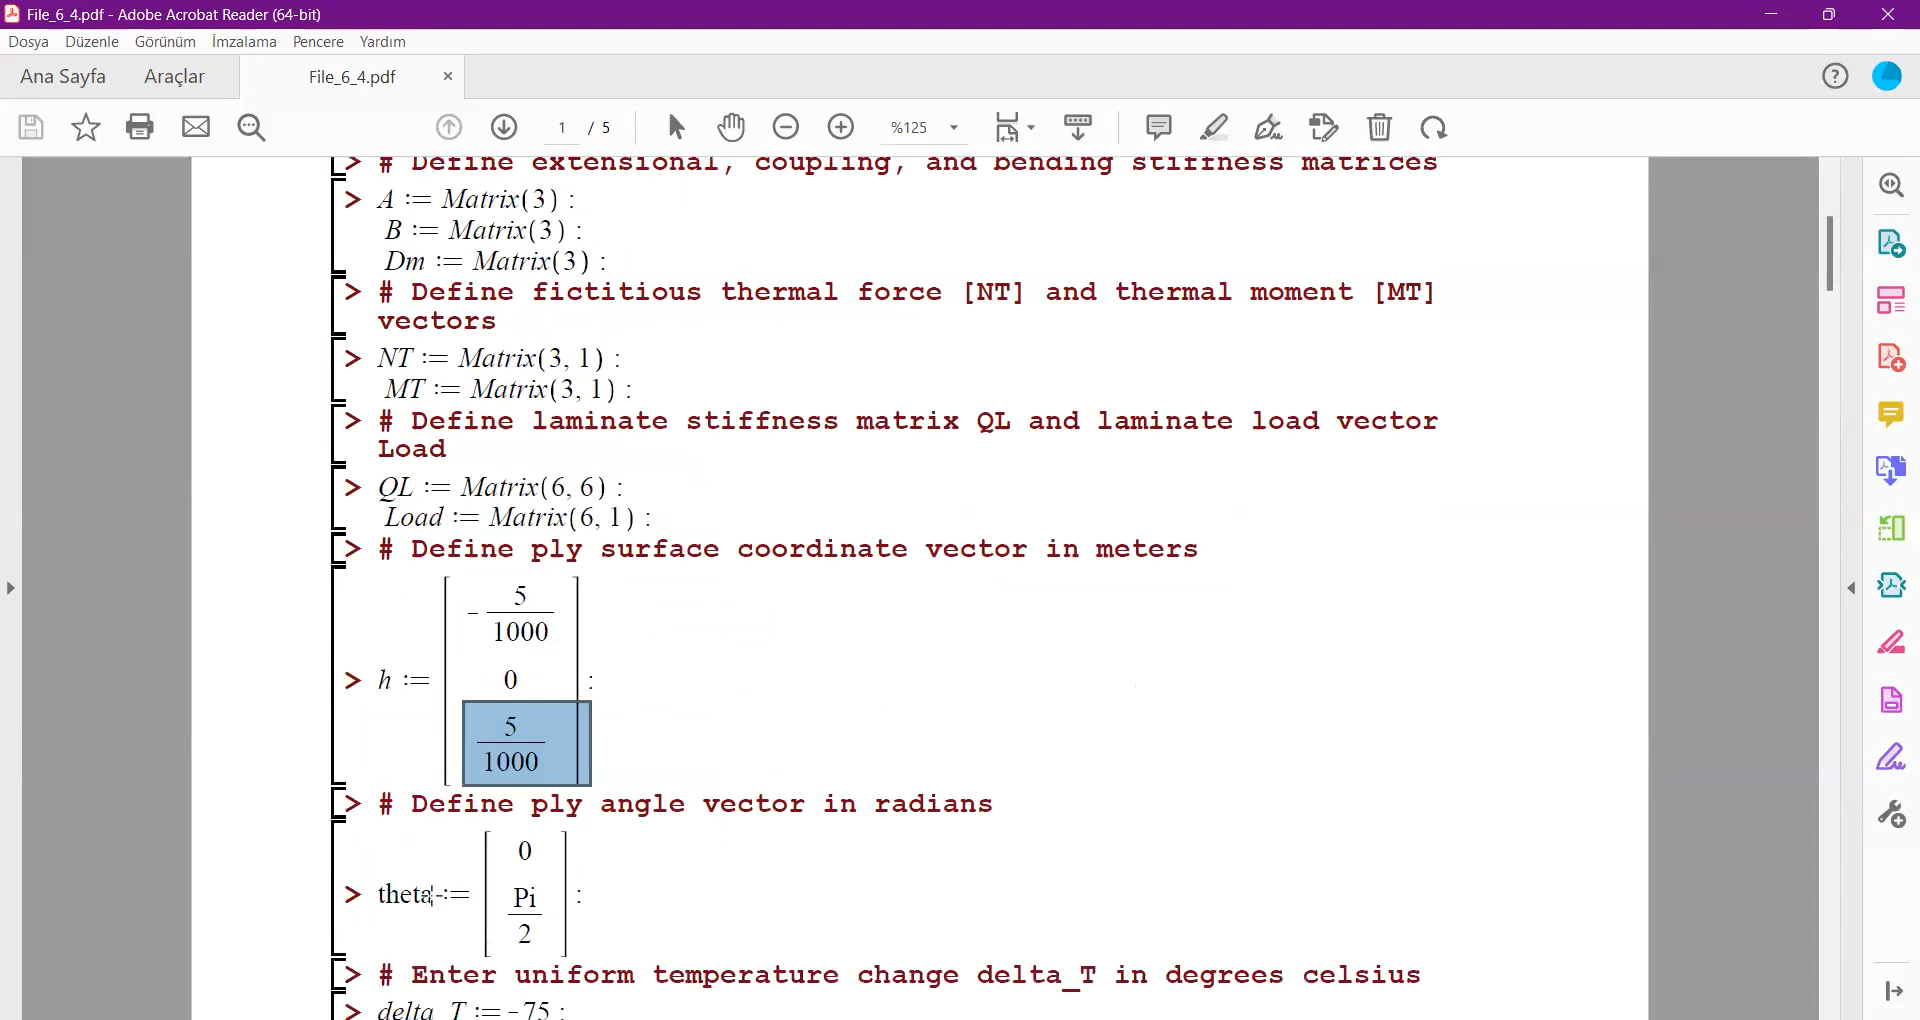 File_6_4.pdf - Adobe Acrobat Reader (64-bit)
Dosya Düzenle Görünüm İmzalama Pencere Yardım
Ana Sayfa Araçlar File_6_4.pdf ×
1 / 5 %125
> # Define extensional, coupling, and bending stiffness matrices
> A := Matrix(3) :
B := Matrix(3) :
Dm := Matrix(3) :
> # Define fictitious thermal force [NT] and thermal moment [MT]
vectors
> NT := Matrix(3, 1) :
MT := Matrix(3, 1) :
> # Define laminate stiffness matrix QL and laminate load vector
Load
> QL := Matrix(6, 6) :
Load := Matrix(6, 1) :
> # Define ply surface coordinate vector in meters
- 5
1000
> h := 0 :
5
1000
> # Define ply angle vector in radians
0
> theta := Pi :
2
> # Enter uniform temperature change delta_T in degrees celsius
> delta_T := -75 :